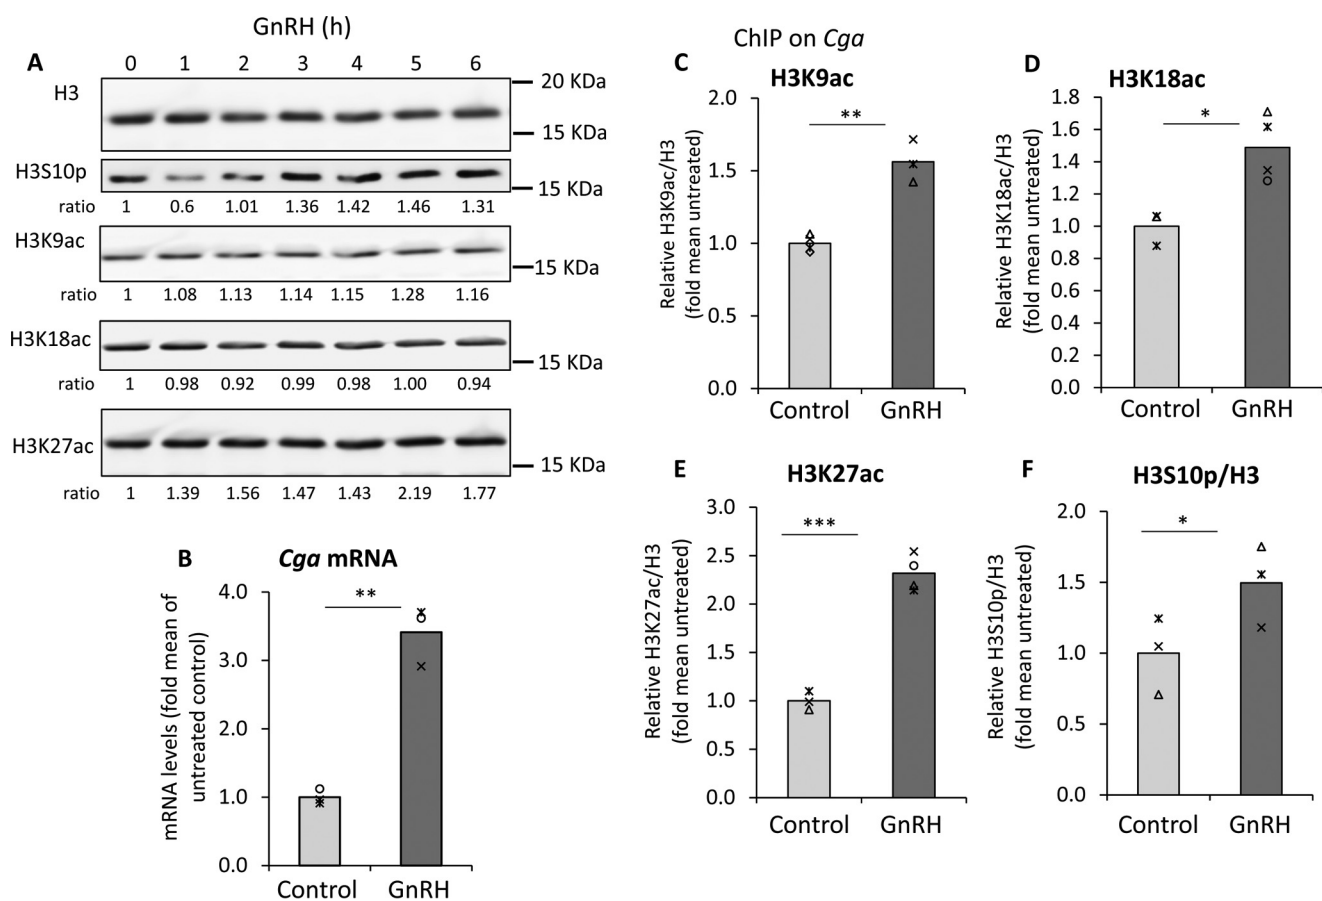 GnRH (h)
A
0 1 2 3 4 5 6
H3
20 KDa
15 KDa
H3S10p
15 KDa
ratio 1 0.6 1.01 1.36 1.42 1.46 1.31
H3K9ac
15 KDa
ratio 1 1.08 1.13 1.14 1.15 1.28 1.16
H3K18ac
15 KDa
ratio 1 0.98 0.92 0.99 0.98 1.00 0.94
H3K27ac
15 KDa
ratio 1 1.39 1.56 1.47 1.43 2.19 1.77
B
Cga mRNA
mRNA levels (fold mean of
untreated control)
4.0
3.0
2.0
1.0
0.0
**
Control GnRH
ChIP on Cga
C
H3K9ac
Relative H3K9ac/H3
(fold mean untreated)
2.0
1.5
1.0
0.5
0.0
**
Control GnRH
D
H3K18ac
Relative H3K18ac/H3
(fold mean untreated)
1.8
1.6
1.4
1.2
1.0
0.8
0.6
0.4
0.2
0.0
*
Control GnRH
E
H3K27ac
Relative H3K27ac/H3
(fold mean untreated)
3.0
2.5
2.0
1.5
1.0
0.5
0.0
***
Control GnRH
F
H3S10p/H3
Relative H3S10p/H3
(fold mean untreated)
2.0
1.5
1.0
0.5
0.0
*
Control GnRH